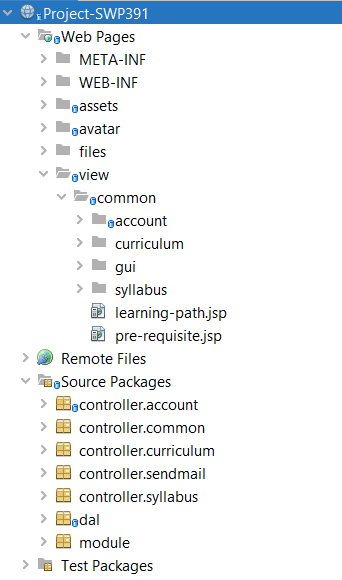 Project-SWP391
Web Pages
META-INF
WEB-INF
assets
avatar
files
view
common
account
curriculum
gui
syllabus
learning-path.jsp
pre-requisite.jsp
Remote Files
Source Packages
controller.account
controller.common
controller.curriculum
controller.sendmail
controller.syllabus
dal
module
Test Packages